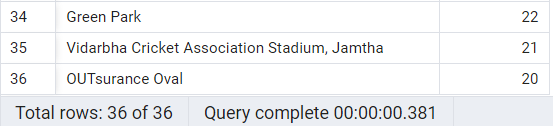 34 Green Park 22
35 Vidarbha Cricket Association Stadium, Jamtha 21
36 OUTsurance Oval 20
Total rows: 36 of 36 Query complete 00:00:00.381